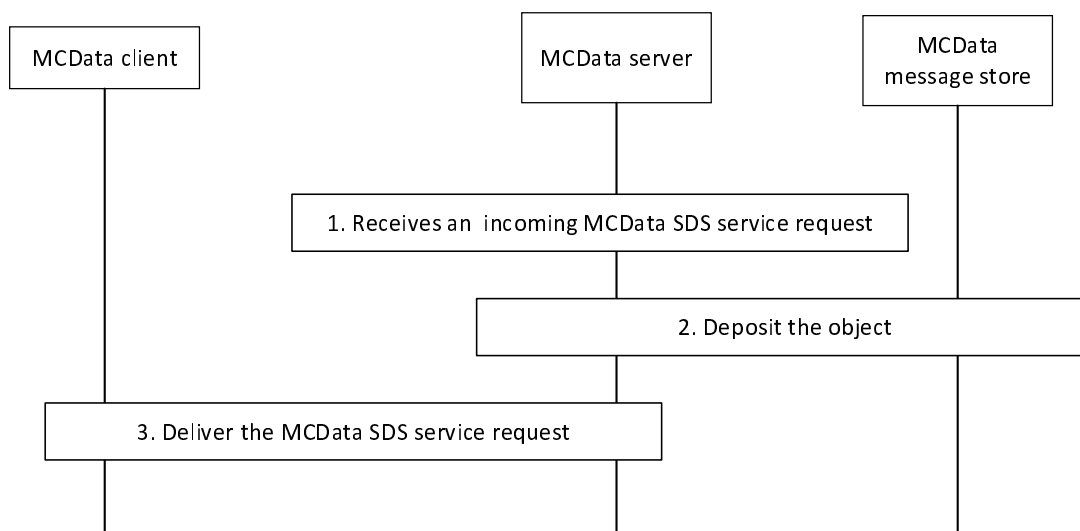 MCData client
MCData server
MCData
message store
1. Receives an  incoming MCData SDS service request
2. Deposit the object
3. Deliver the MCData SDS service request